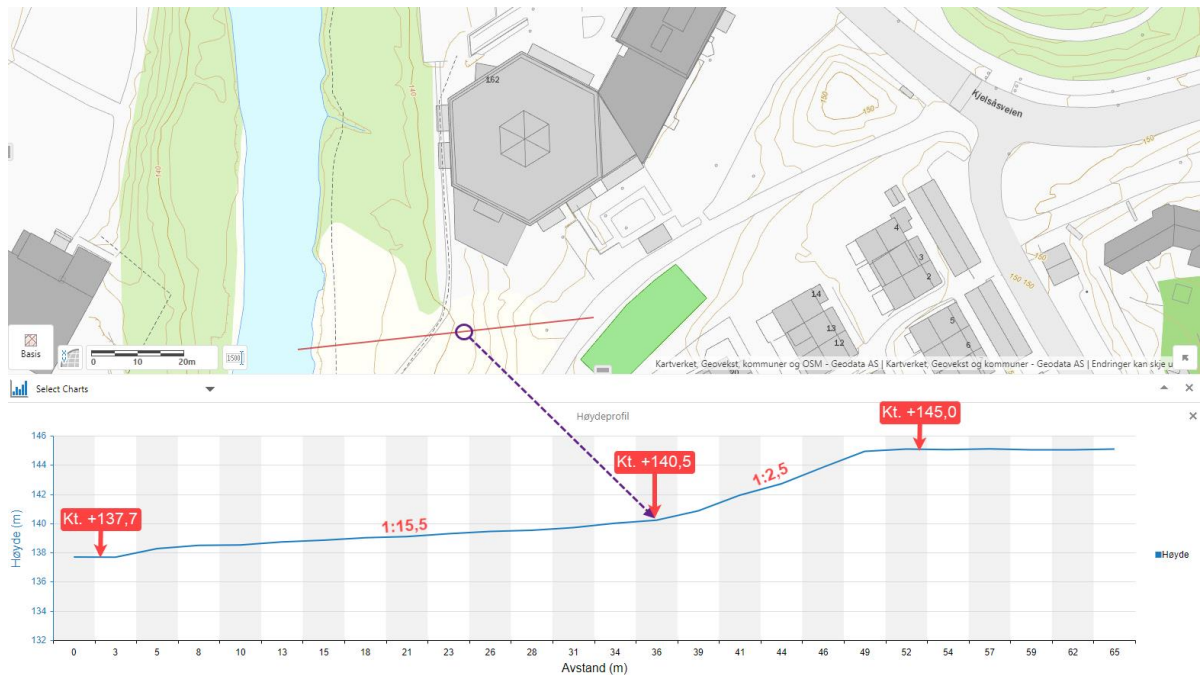 162
140
140
150
150
Kjelsåsveien
150
150
150 150
4
3
2
5
6
14
13
12
Basis
X
Y
0 10 20m
1500
Kartverket, Geovekst, kommuner og OSM - Geodata AS | Kartverket, Geovekst og kommuner - Geodata AS | Endringer kan skje u
Select Charts
Høydeprofil
Kt. +145,0
Kt. +140,5
Kt. +137,7
1:2,5
1:15,5
Høyde (m)
146
144
142
140
138
136
134
132
Høyde
0 3 5 8 10 13 15 18 21 23 26 28 31 34 36 39 41 44 46 49 52 54 57 59 62 65
Avstand (m)